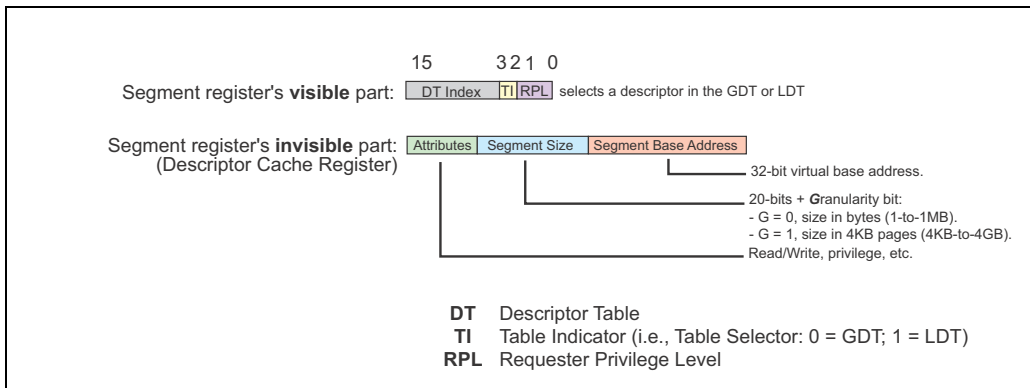 15 3 2 1 0
Segment register's visible part: DT Index TI RPL selects a descriptor in the GDT or LDT
Segment register's invisible part: Attributes Segment Size Segment Base Address
(Descriptor Cache Register)
32-bit virtual base address.
20-bits + Granularity bit:
- G = 0, size in bytes (1-to-1MB).
- G = 1, size in 4KB pages (4KB-to-4GB).
Read/Write, privilege, etc.
DT Descriptor Table
TI Table Indicator (i.e., Table Selector: 0 = GDT; 1 = LDT)
RPL Requester Privilege Level